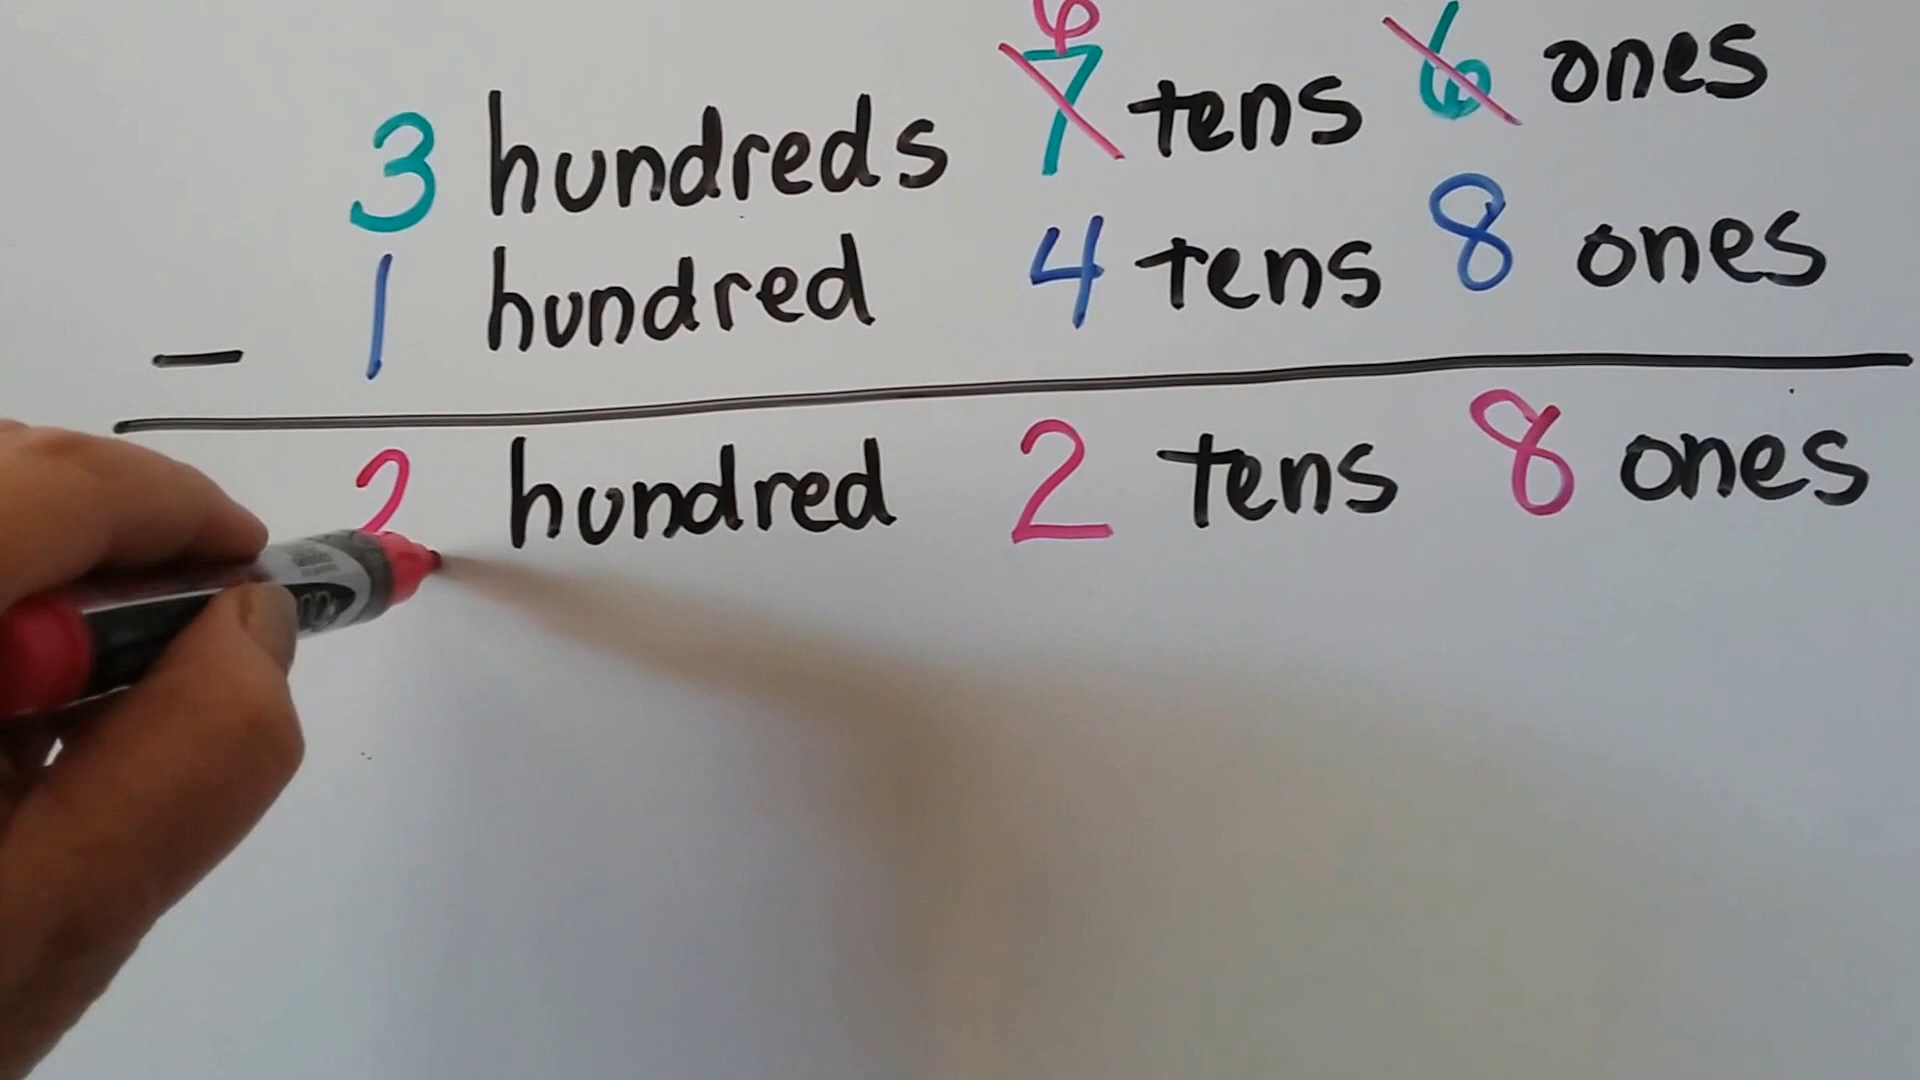 6
3 hundreds 7 tens 6 ones
1 hundred 4 tens 8 ones
—
2 hundred 2 tens 8 ones